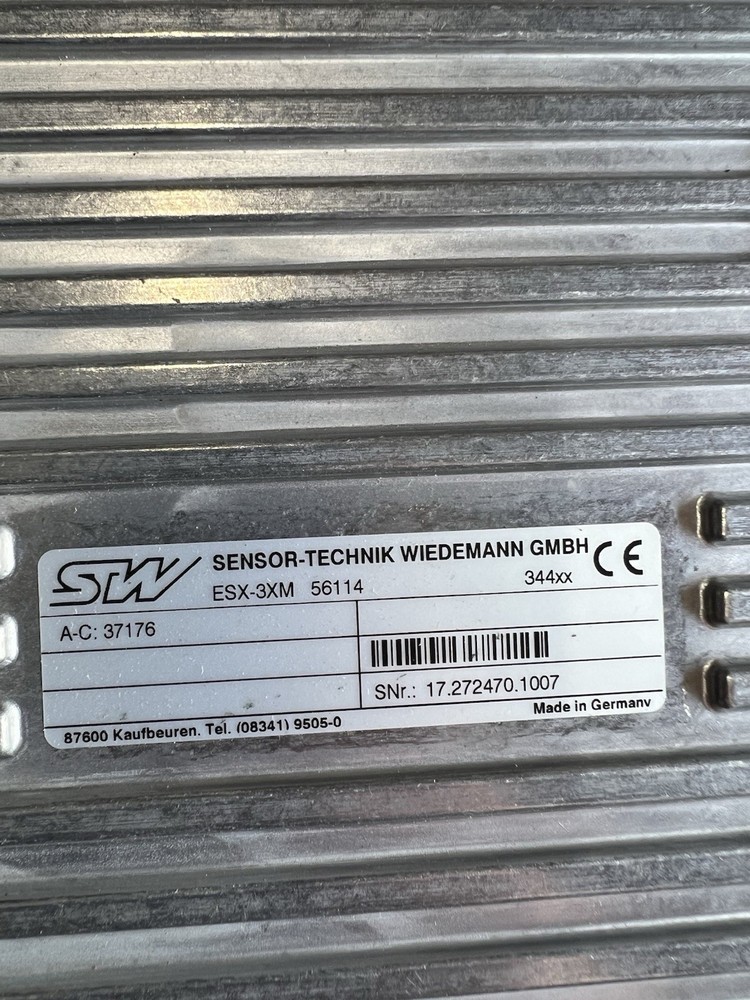 STW SENSOR-TECHNIK WIEDEMANN GMBH CE
ESX-3XM 56114 344xx
A-C: 37176
SNr.: 17.272470.1007
87600 Kaufbeuren. Tel. (08341) 9505-0 Made in Germany